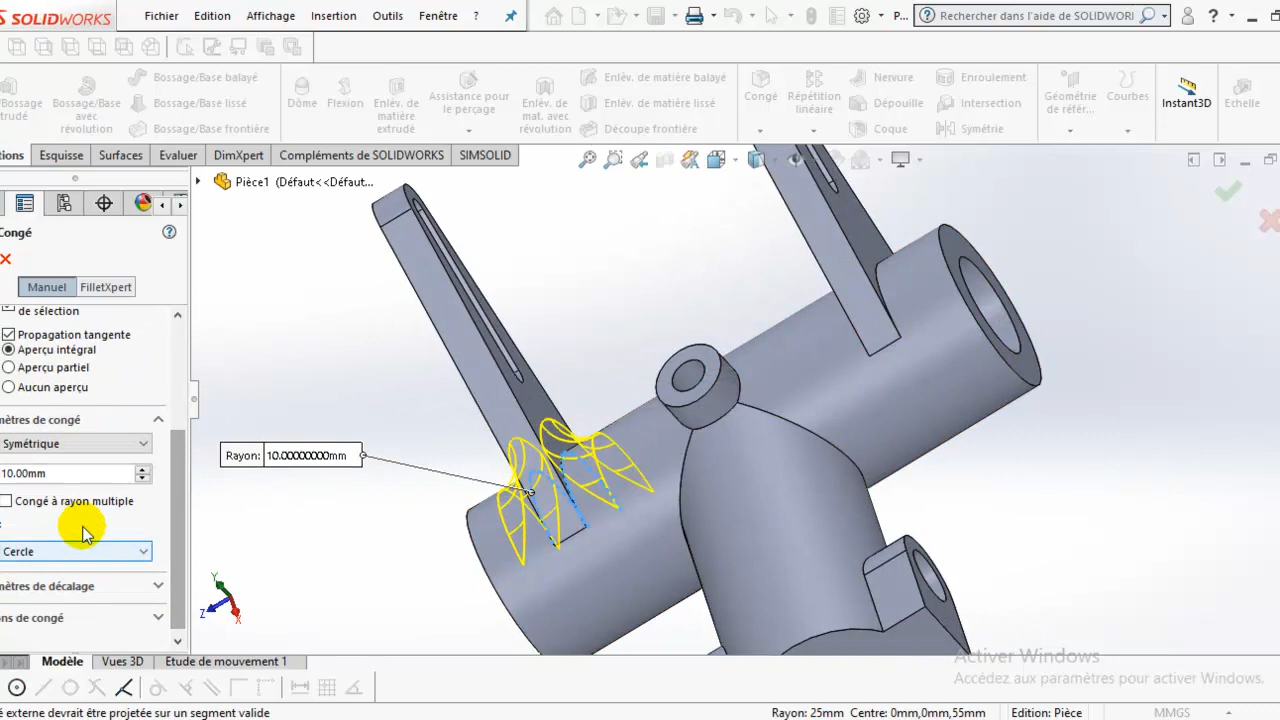 SOLIDWORKS
Fichier Edition Affichage Insertion Outils Fenêtre ?
P...
Rechercher dans l'aide de SOLIDWORI
?
Bossage/Base balayé
Bossage/Base lissé
Bossage/Base frontière
/Bossage
trudé
Bossage/Base
avec
révolution
Dôme
Flexion
Enlèv. de
matière
extrudé
Assistance pour
le perçage
Enlèv. de
mat. avec
révolution
Enlèv. de matière balayé
Enlèv. de matière lissé
Découpe frontière
Congé
Répétition
linéaire
Nervure
Dépouille
Coque
Enroulement
Intersection
Symétrie
Géométrie
de référ...
Courbes
Instant3D
Echelle
tions Esquisse Surfaces Evaluer DimXpert Compléments de SOLIDWORKS SIMSOLID
Pièce1 (Défaut<<Défaut...
Congé
?
Manuel FilletXpert
de sélection
Propagation tangente
Aperçu intégral
Aperçu partiel
Aucun aperçu
mètres de congé
Symétrique
10.00mm
Congé à rayon multiple
:
Cercle
mètres de décalage
ons de congé
Rayon: 10.00000000mm
Y
Z
X
Activer Windows
Accédez aux paramètres pour activer Windows.
Modèle Vues 3D Etude de mouvement 1
é externe devrait être projetée sur un segment valide
Rayon: 25mm Centre: 0mm,0mm,55mm Edition: Pièce MMGS